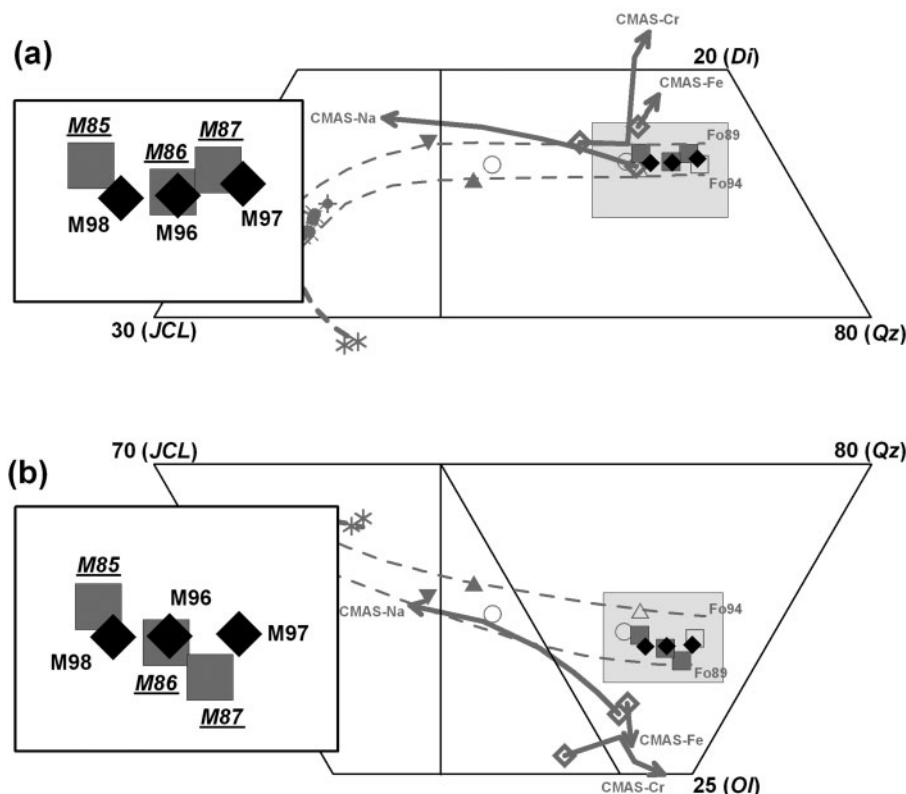 (a)
CMAS-Cr
20 (Di)
CMAS-Fe
M85
M87
CMAS-Na
Fo89
M86
Fo94
M98
M96
M97
30 (JCL)
80 (Qz)
70 (JCL)
80 (Qz)
(b)
M85
M96
CMAS-Na
Fo94
M98
M97
M86
Fo89
M87
CMAS-Fe
CMAS-Cr
25 (Ol)